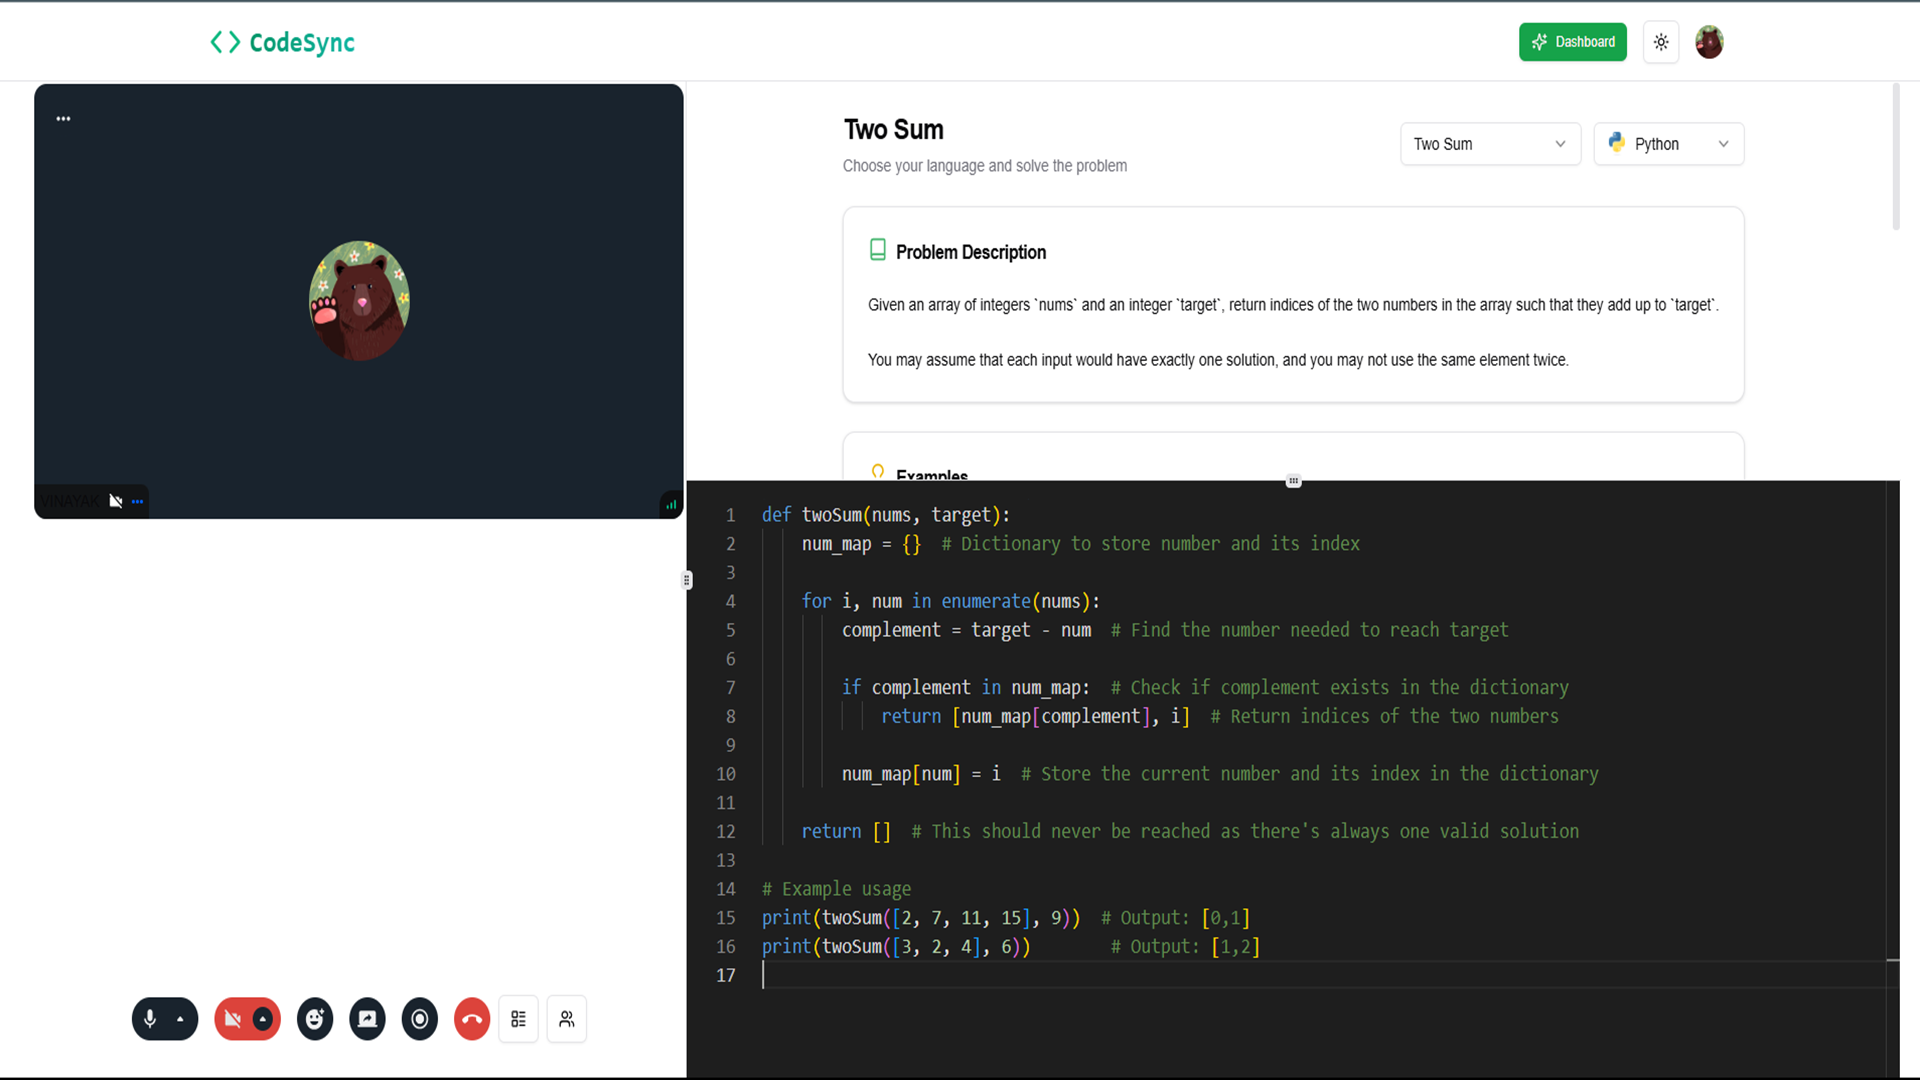 CodeSync
Dashboard
VINAYAK
Two Sum
Choose your language and solve the problem
Two Sum
Python
Problem Description
Given an array of integers `nums` and an integer `target`, return indices of the two numbers in the array such that they add up to `target`.
You may assume that each input would have exactly one solution, and you may not use the same element twice.
Examples
1 def twoSum(nums, target):
2     num_map = {}  # Dictionary to store number and its index
3
4     for i, num in enumerate(nums):
5         complement = target - num  # Find the number needed to reach target
6
7         if complement in num_map:  # Check if complement exists in the dictionary
8             return [num_map[complement], i]  # Return indices of the two numbers
9
10         num_map[num] = i  # Store the current number and its index in the dictionary
11
12     return []  # This should never be reached as there's always one valid solution
13
14 # Example usage
15 print(twoSum([2, 7, 11, 15], 9))  # Output: [0,1]
16 print(twoSum([3, 2, 4], 6))        # Output: [1,2]
17